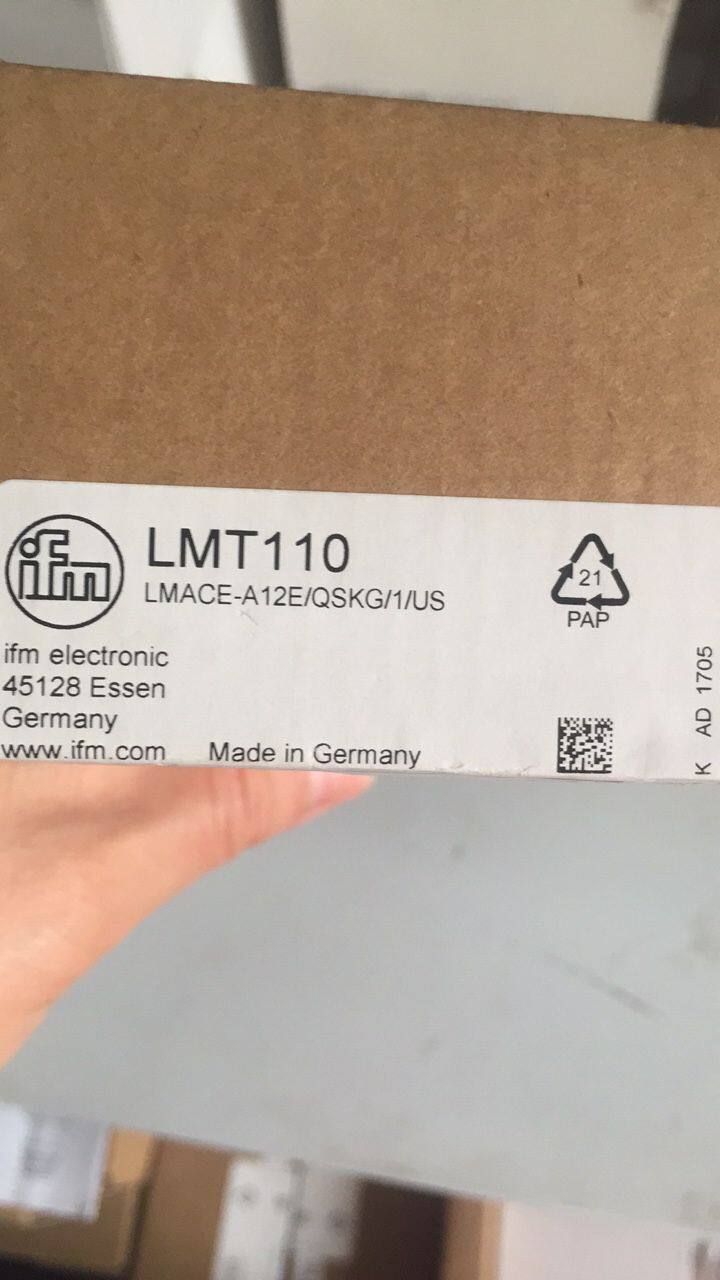 ifm
LMT110
LMACE-A12E/QSKG/1/US
21
PAP
ifm electronic
45128 Essen
Germany
www.ifm.com Made in Germany
K AD 1705